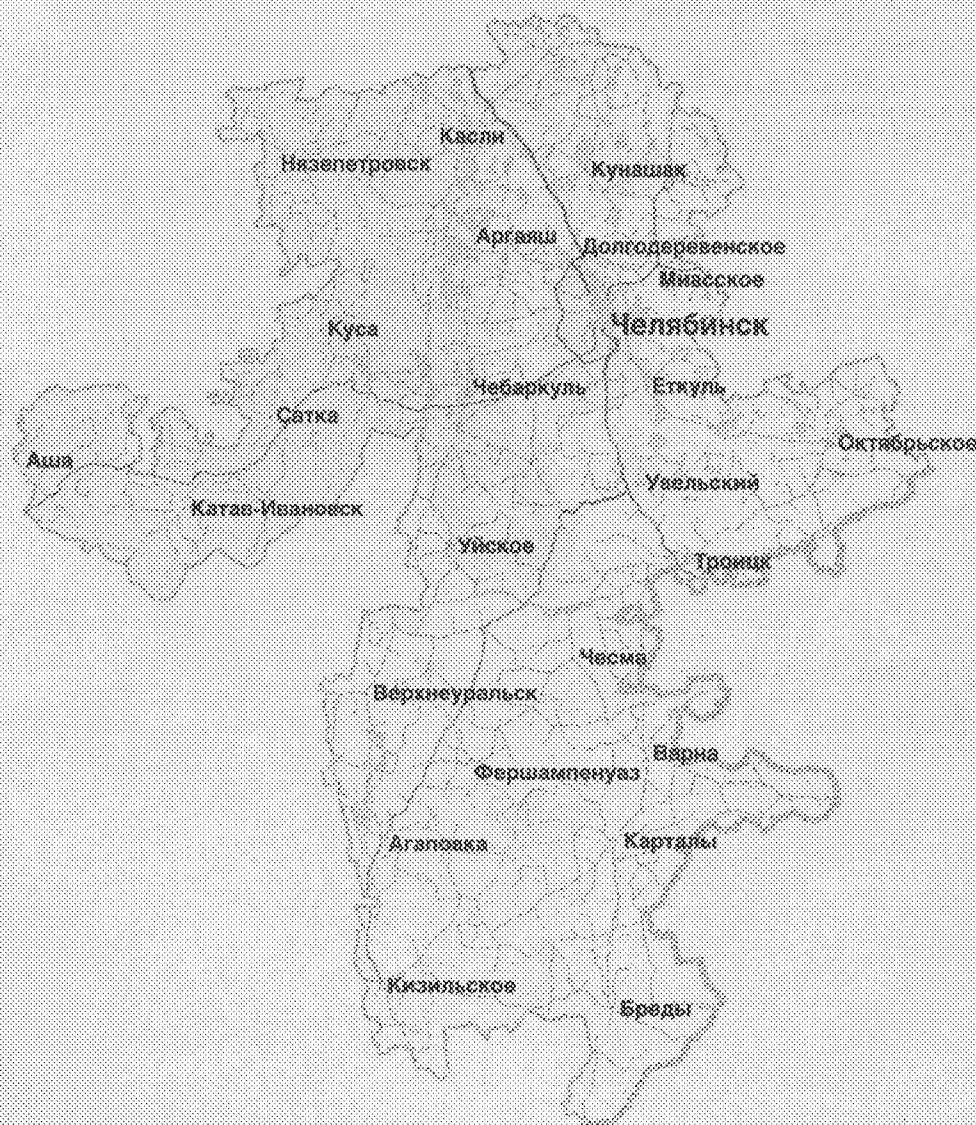 Касли
Нязепетровск
Кунашак
Аргаяш
Долгодеревенское
Миасское
Челябинск
Куса
Чебаркуль
Еткуль
Сатка
Октябрьское
Аша
Увельский
Катав-Ивановск
Уйское
Троицк
Чесма
Верхнеуральск
Варна
Фершампенуаз
Агаповка
Карталы
Кизильское
Бреды